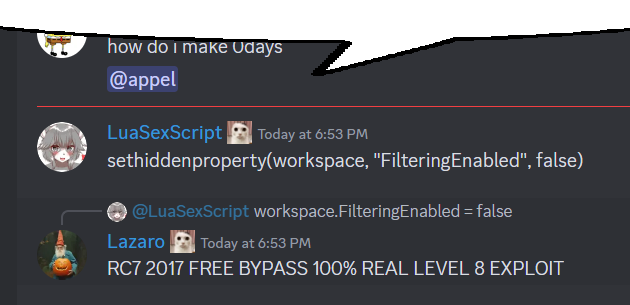 how do i make 0days
@appel
LuaSexScript Today at 6:53 PM
sethiddenproperty(workspace, "FilteringEnabled", false)
@LuaSexScript workspace.FilteringEnabled = false
Lazaro Today at 6:53 PM
RC7 2017 FREE BYPASS 100% REAL LEVEL 8 EXPLOIT